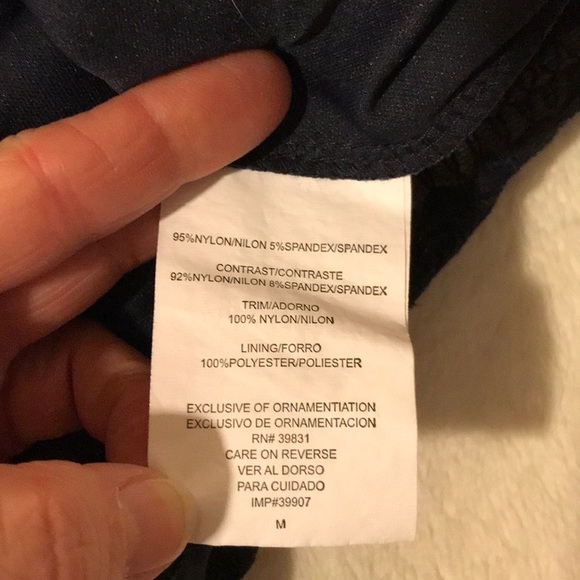 95%NYLON/NILON 5%SPANDEX/SPANDEX
CONTRAST/CONTRASTE
92%NYLON/NILON 8%SPANDEX/SPANDEX
TRIM/ADORNO
100% NYLON/NILON
LINING/FORRO
100%POLYESTER/POLIESTER
EXCLUSIVE OF ORNAMENTIATION
EXCLUSIVO DE ORNAMENTACION
RN# 39831
CARE ON REVERSE
VER AL DORSO
PARA CUIDADO
IMP#39907
M